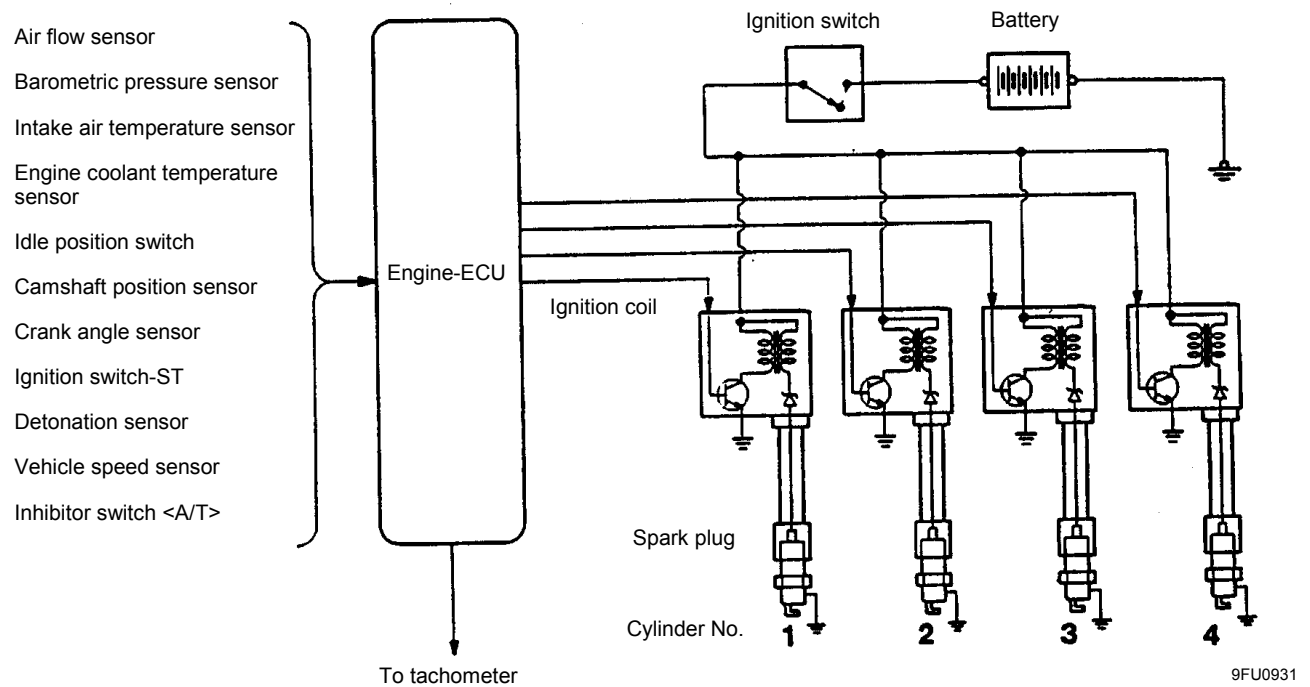 Air flow sensor
Barometric pressure sensor
Intake air temperature sensor
Engine coolant temperature
sensor
Idle position switch
Camshaft position sensor
Crank angle sensor
Ignition switch-ST
Detonation sensor
Vehicle speed sensor
Inhibitor switch <A/T>
Engine-ECU
To tachometer
Ignition switch
Battery
Ignition coil
Spark plug
Cylinder No.
1
2
3
4
9FU0931